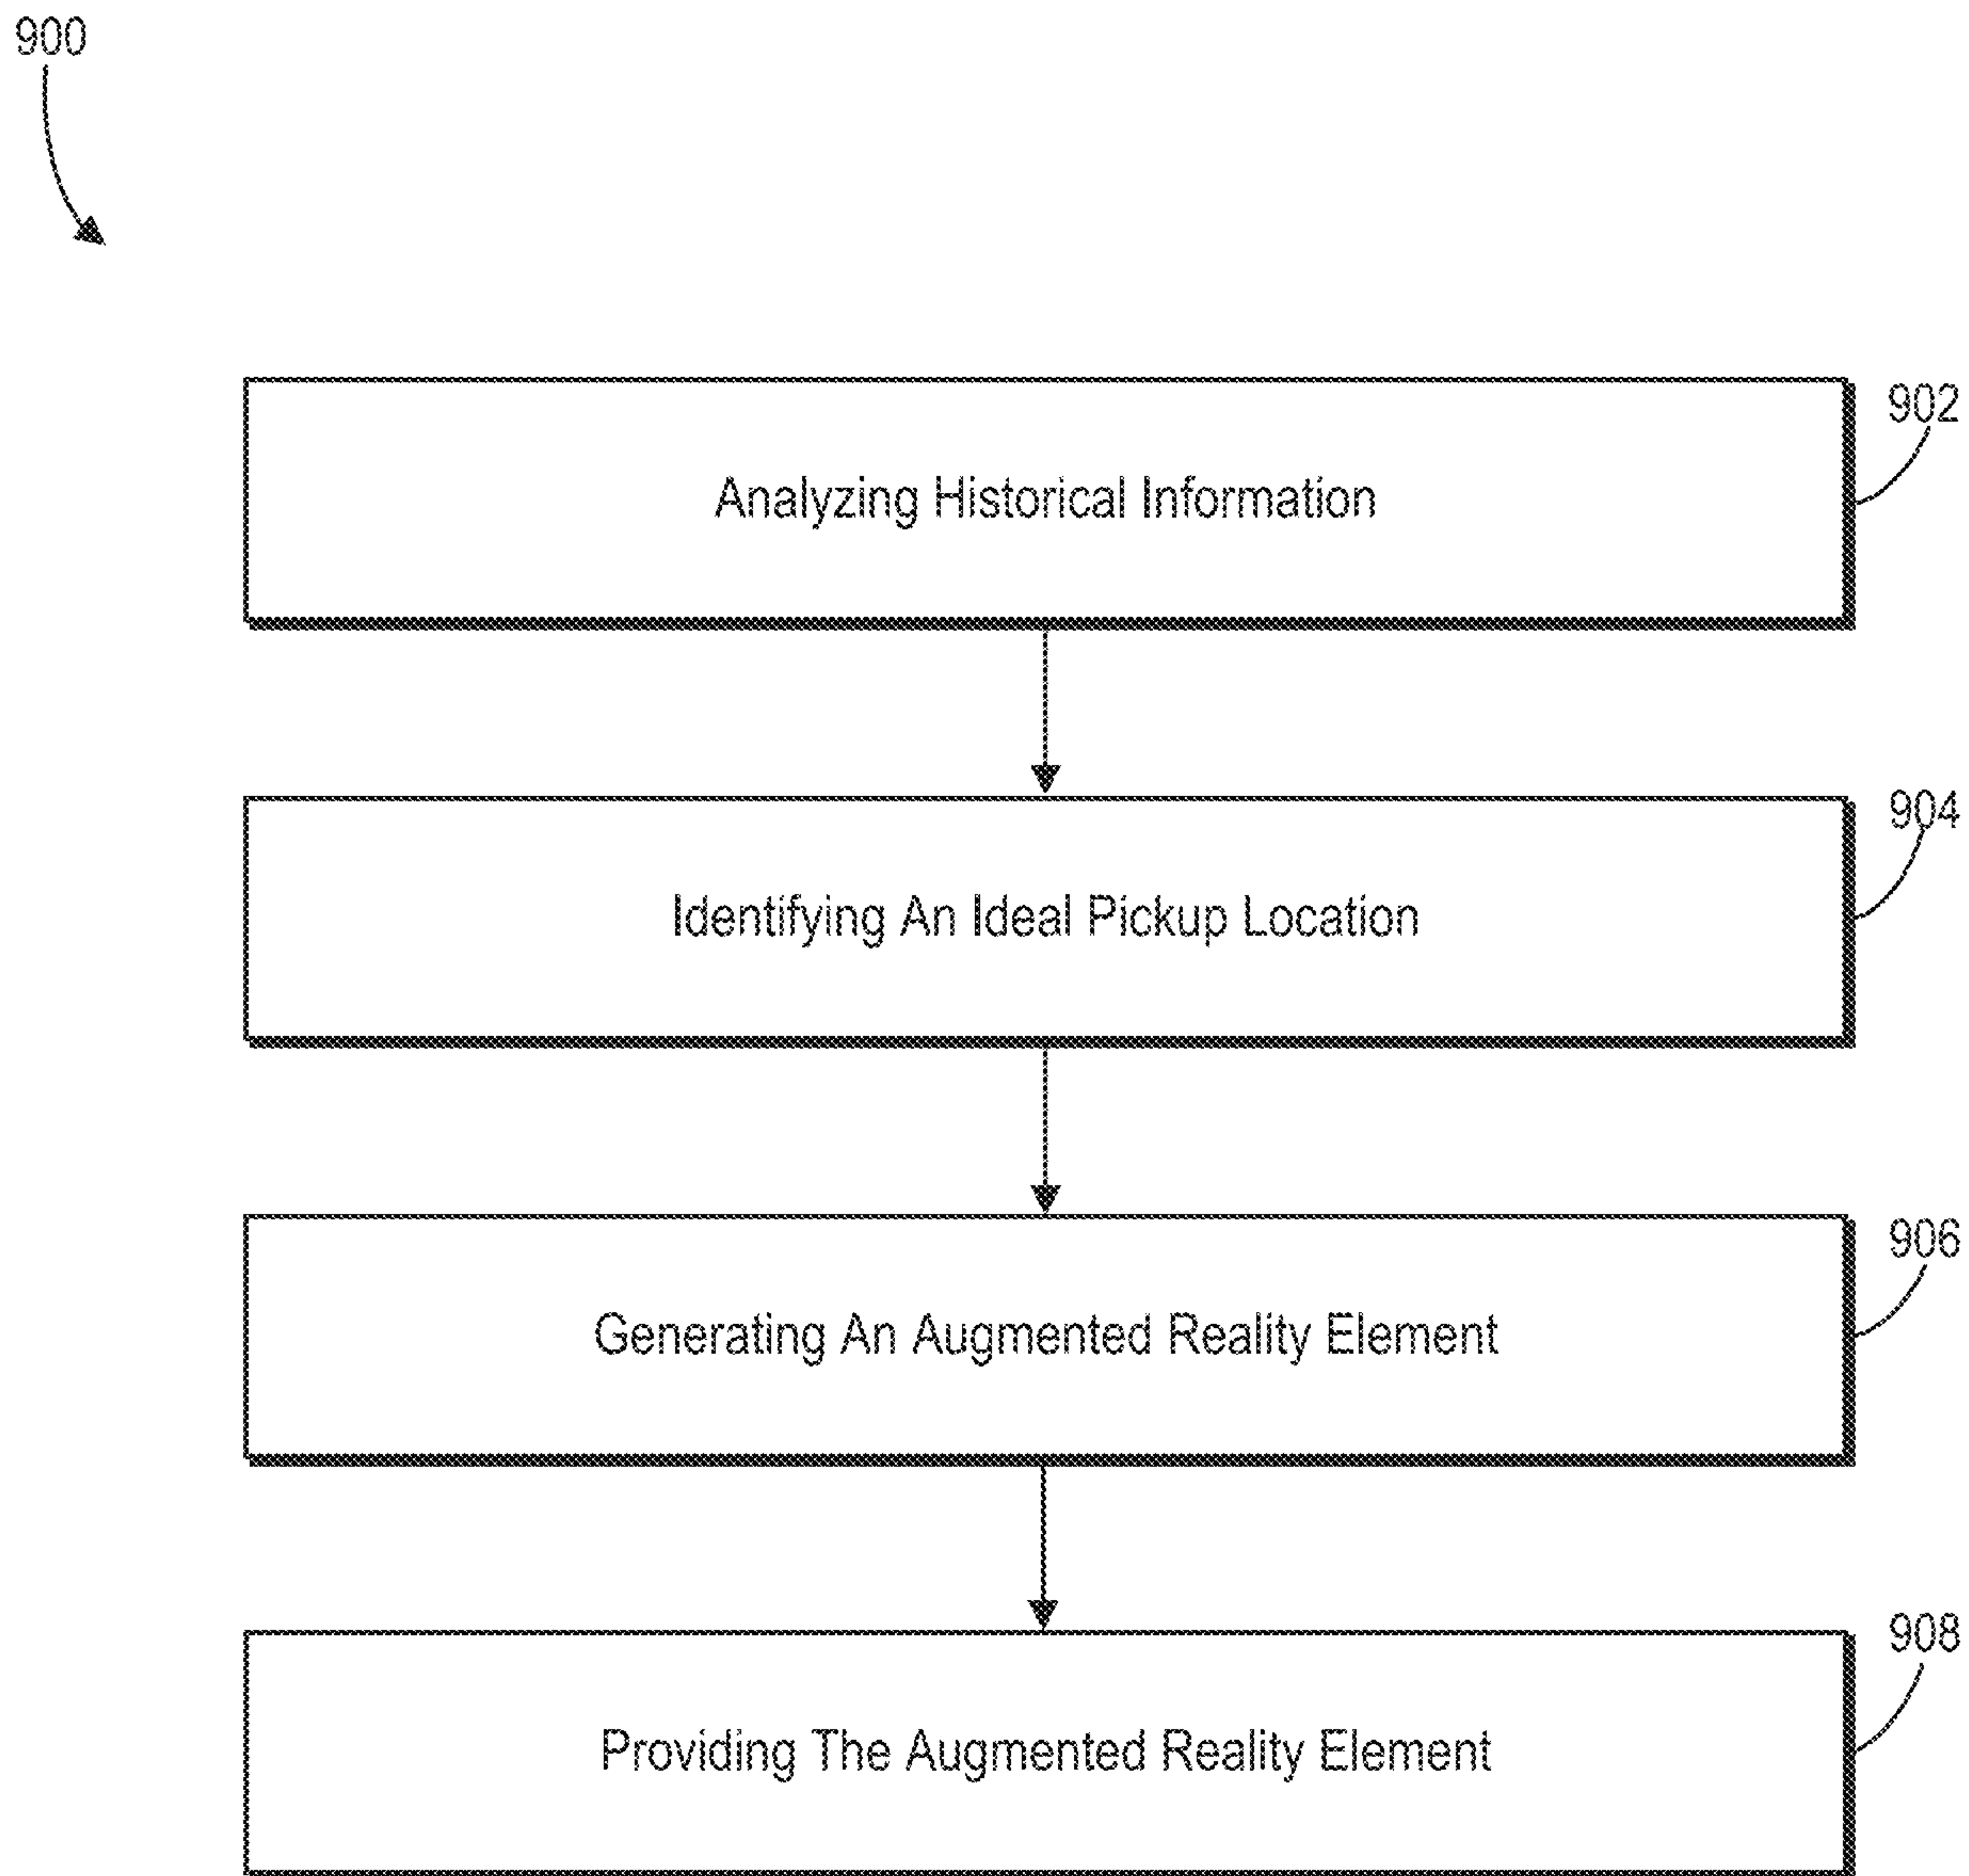 900
902
Analyzing Historical Information
904
Identifying An Ideal Pickup Location
906
Generating An Augmented Reality Element
908
Providing The Augmented Reality Element